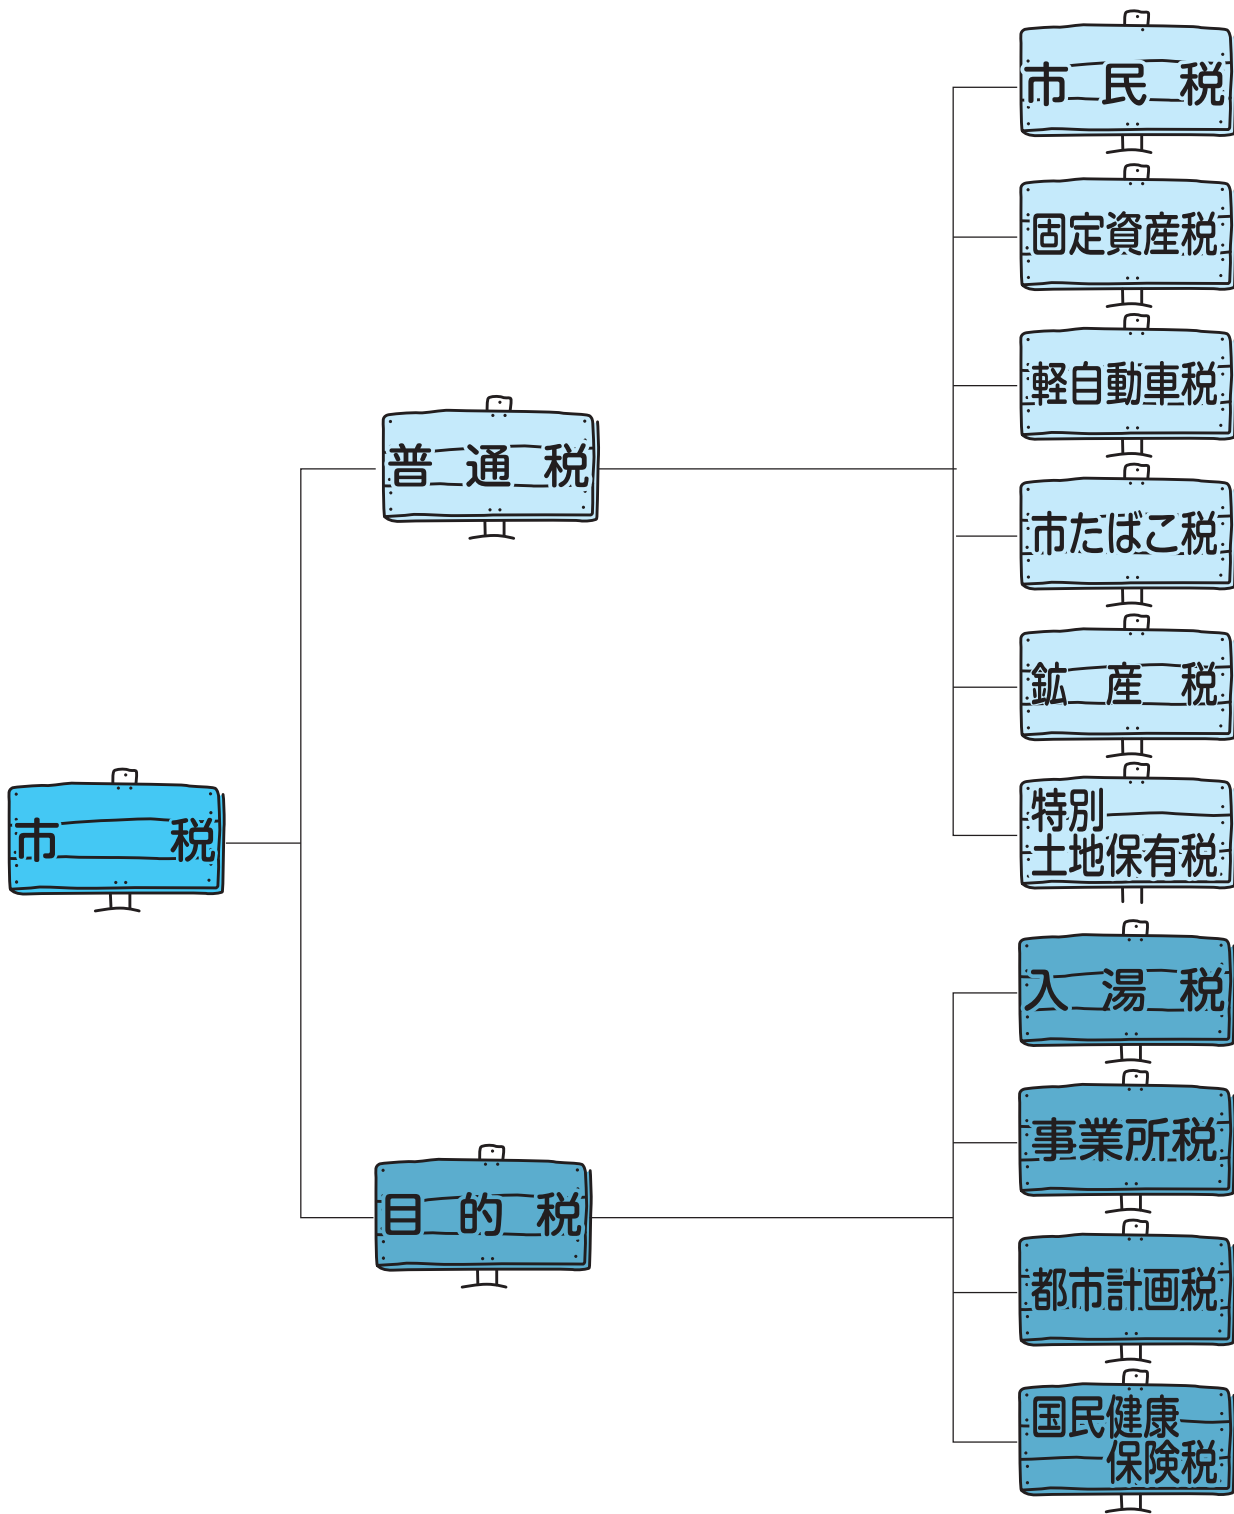 市民税
固定資産税
軽自動車税
普通税
市たばこ税
鉱産税
特別
土地保有税
市税
入湯税
事業所税
目的税
都市計画税
国民健康
保険税